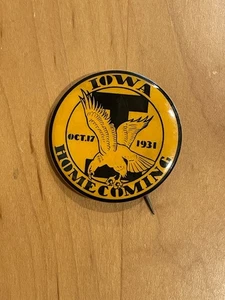 IOWA
I
OCT. 17 1931
HOMECOMING